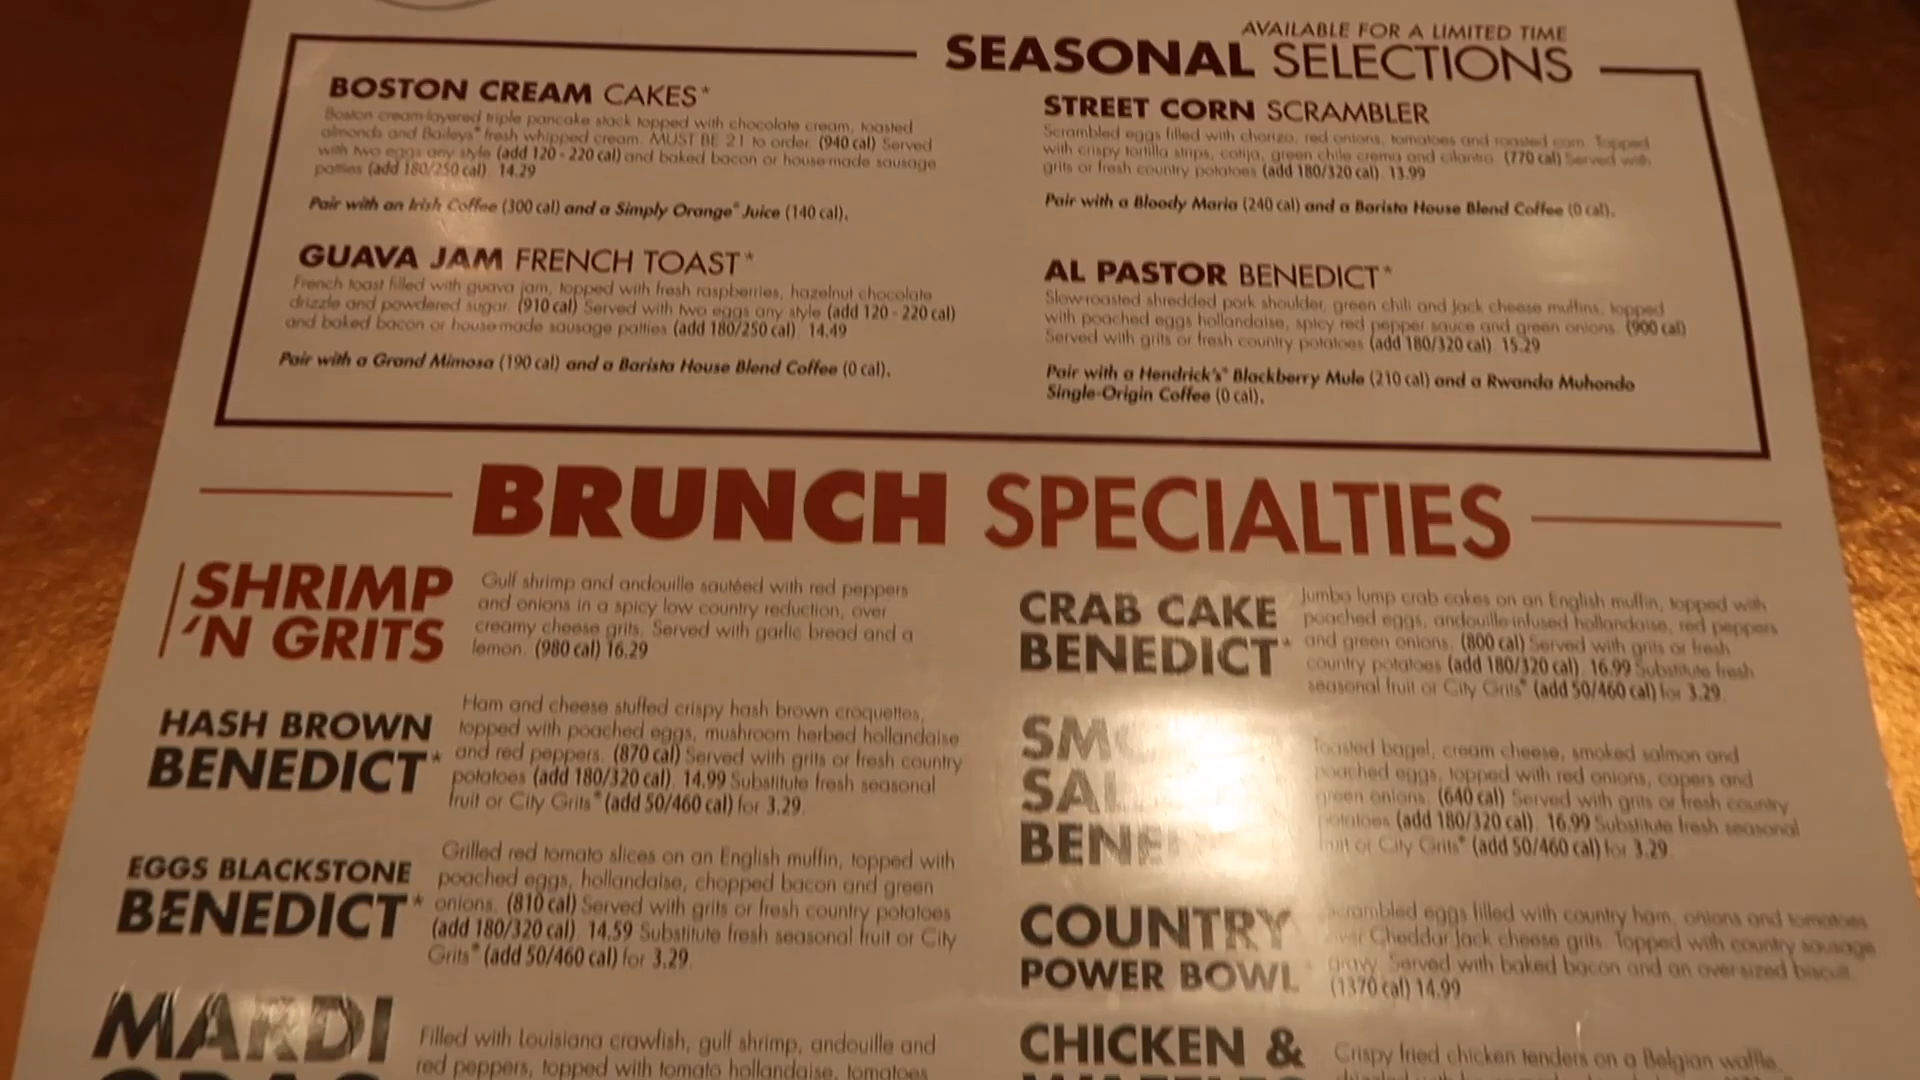 AVAILABLE FOR A LIMITED TIME
SEASONAL SELECTIONS
BOSTON CREAM CAKES*
Boston cream-layered triple pancake stack topped with chocolate cream, toasted
almonds and Baileys® fresh whipped cream. MUST BE 21 to order. (940 cal) Served
with two eggs any style (add 120 - 220 cal) and baked bacon or house-made sausage
patties (add 180/250 cal). 14.29
Pair with an Irish Coffee (300 cal) and a Simply Orange® Juice (140 cal).
GUAVA JAM FRENCH TOAST*
French toast filled with guava jam, topped with fresh raspberries, hazelnut chocolate
drizzle and powdered sugar. (910 cal) Served with two eggs any style (add 120 - 220 cal)
and baked bacon or house-made sausage patties (add 180/250 cal). 14.49
Pair with a Grand Mimosa (190 cal) and a Barista House Blend Coffee (0 cal).
STREET CORN SCRAMBLER
Scrambled eggs filled with chorizo, red onions, tomatoes and roasted corn. Topped
with crispy tortilla strips, cotija, green chile crema and cilantro. (770 cal) Served with
grits or fresh country potatoes (add 180/320 cal). 13.99
Pair with a Bloody Maria (240 cal) and a Barista House Blend Coffee (0 cal).
AL PASTOR BENEDICT*
Slow-roasted shredded pork shoulder, green chili and Jack cheese muffins, topped
with poached eggs hollandaise, spicy red pepper sauce and green onions. (900 cal)
Served with grits or fresh country potatoes (add 180/320 cal). 15.29
Pair with a Hendrick's® Blackberry Mule (210 cal) and a Rwanda Muhondo
Single-Origin Coffee (0 cal).
BRUNCH SPECIALTIES
SHRIMP
'N GRITS
Gulf shrimp and andouille sautéed with red peppers
and onions in a spicy low country reduction, over
creamy cheese grits. Served with garlic bread and a
lemon. (980 cal) 16.29
HASH BROWN
BENEDICT*
Ham and cheese stuffed crispy hash brown croquettes,
topped with poached eggs, mushroom herbed hollandaise
and red peppers. (870 cal) Served with grits or fresh country
potatoes (add 180/320 cal). 14.99 Substitute fresh seasonal
fruit or City Grits® (add 50/460 cal) for 3.29.
EGGS BLACKSTONE
BENEDICT*
Grilled red tomato slices on an English muffin, topped with
poached eggs, hollandaise, chopped bacon and green
onions. (810 cal) Served with grits or fresh country potatoes
(add 180/320 cal). 14.59 Substitute fresh seasonal fruit or City
Grits® (add 50/460 cal) for 3.29.
MARDI
Filled with Louisiana crawfish, gulf shrimp, andouille and
red peppers, topped with tomato hollandaise, tomatoes
CRAB CAKE
BENEDICT*
Jumbo lump crab cakes on an English muffin, topped with
poached eggs, andouille-infused hollandaise, red peppers
and green onions. (800 cal) Served with grits or fresh
country potatoes (add 180/320 cal). 16.99 Substitute fresh
seasonal fruit or City Grits® (add 50/460 cal) for 3.29.
Toasted bagel, cream cheese, smoked salmon and
poached eggs, topped with red onions, capers and
green onions. (640 cal) Served with grits or fresh country
potatoes (add 180/320 cal). 16.99 Substitute fresh seasonal
fruit or City Grits® (add 50/460 cal) for 3.29
COUNTRY
POWER BOWL*
Scrambled eggs filled with country ham, onions and tomatoes
over Cheddar-Jack cheese grits. Topped with country sausage
gravy. Served with baked bacon and an over-sized biscuit.
(1370 cal) 14.99
CHICKEN &
Crispy fried chicken tenders on a Belgian waffle,